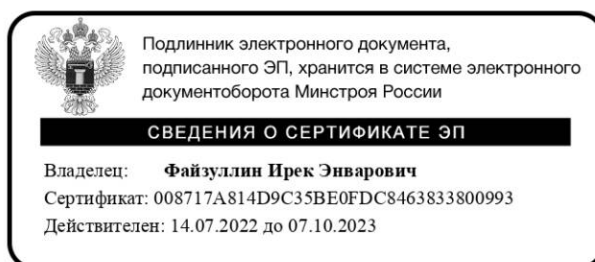 Подлинник электронного документа,
подписанного ЭП, хранится в системе электронного
документоборота Минстроя России
СВЕДЕНИЯ О СЕРТИФИКАТЕ ЭП
Владелец: Файзуллин Ирек Энварович
Сертификат: 008717A814D9C35BE0FDC8463833800993
Действителен: 14.07.2022 до 07.10.2023